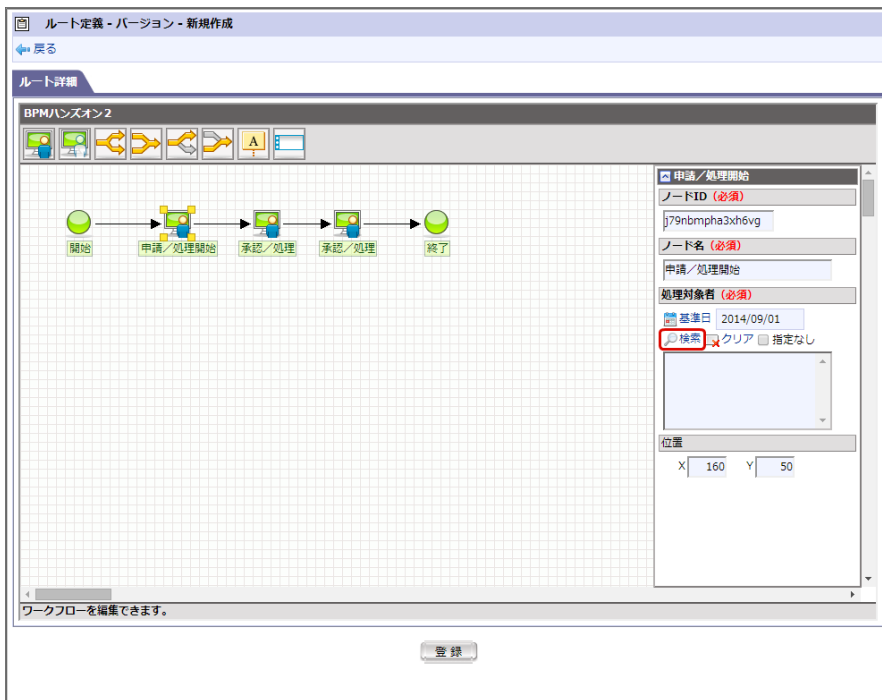 ルート定義 - バージョン - 新規作成
戻る
ルート詳細
BPMハンズオン2
A
開始
申請／処理開始
承認／処理
承認／処理
終了
申請／処理開始
ノードID (必須)
j79nbmpha3xh6vg
ノード名 (必須)
申請／処理開始
処理対象者 (必須)
基準日 2014/09/01
検索 クリア 指定なし
位置
X 160 Y 50
ワークフローを編集できます。
登録